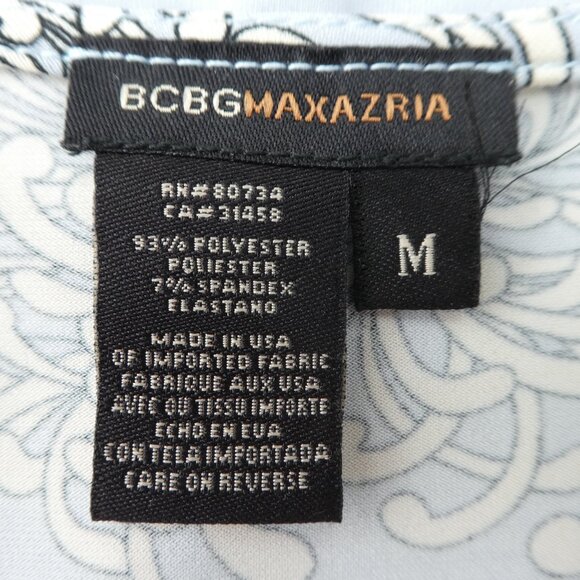 BCBGMAXAZRIA
RN#80734
CA#31458
93% POLYESTER
POLIESTER
7% SPANDEX
ELASTANO
M
MADE IN USA
OF IMPORTED FABRIC
FABRIQUE AUX USA
AVEC OU TISSU IMPORTE
ECHO EN EUA
CON TELA IMPORTADA
CARE ON REVERSE